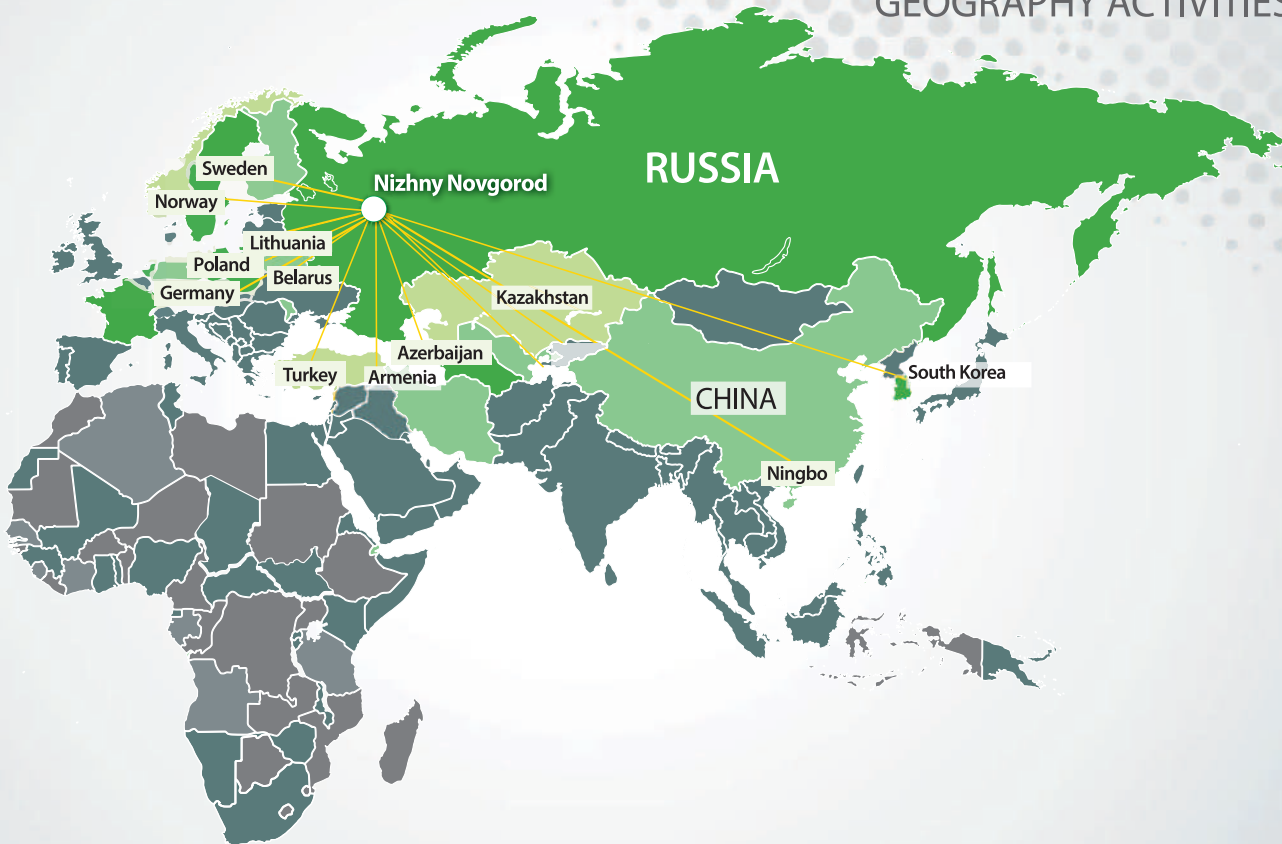 GEOGRAPHY ACTIVITIES
RUSSIA
Sweden
Nizhny Novgorod
Norway
Lithuania
Poland
Belarus
Germany
Kazakhstan
Azerbaijan
Turkey
Armenia
South Korea
CHINA
Ningbo